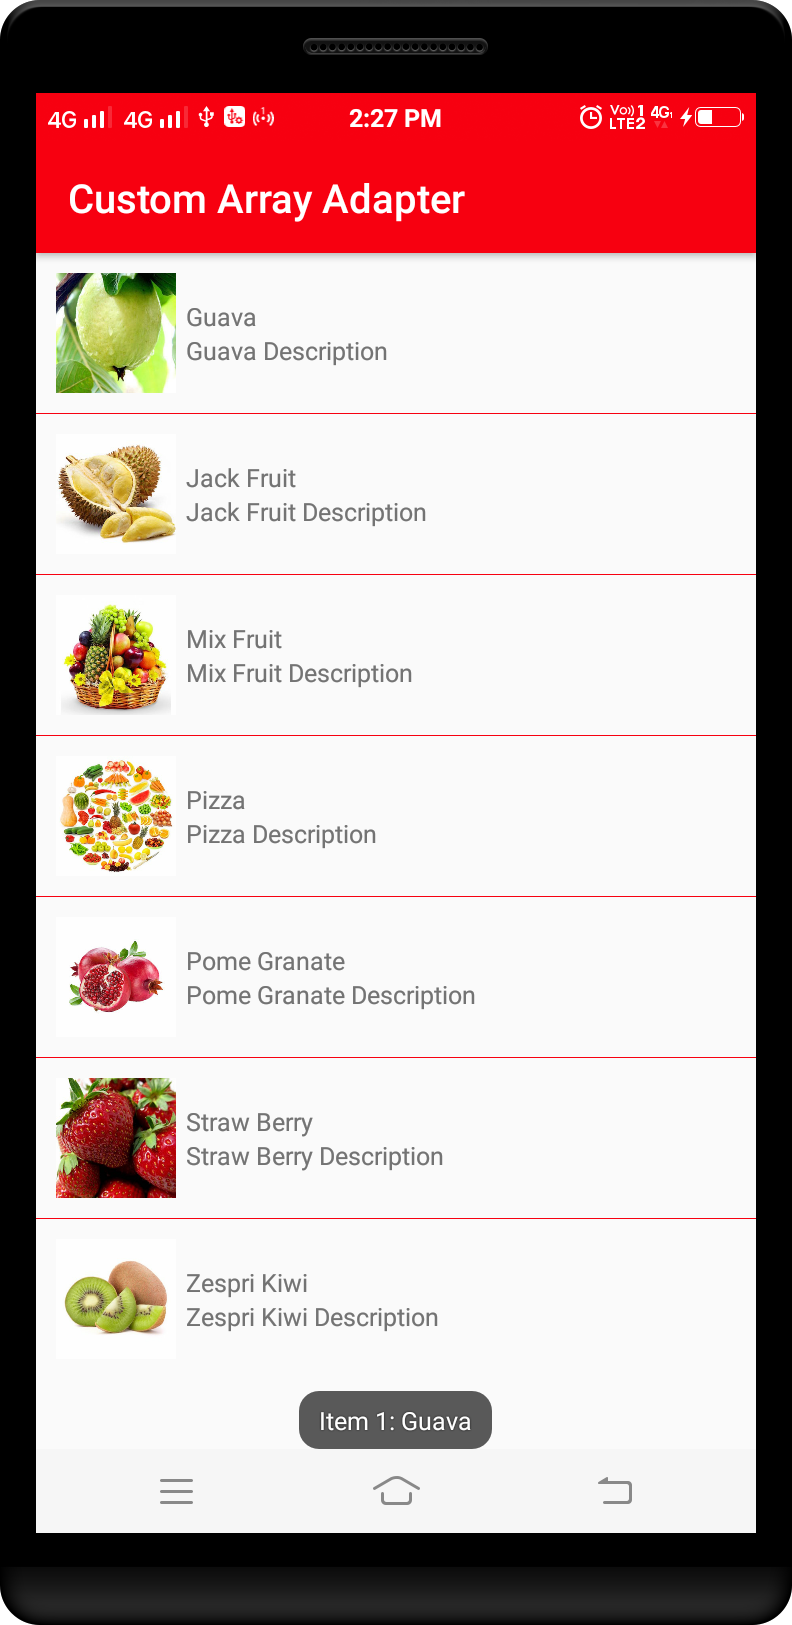 4G 4G 2:27 PM Vo)) 1 LTE2 4G
Custom Array Adapter
Guava
Guava Description
Jack Fruit
Jack Fruit Description
Mix Fruit
Mix Fruit Description
Pizza
Pizza Description
Pome Granate
Pome Granate Description
Straw Berry
Straw Berry Description
Zespri Kiwi
Zespri Kiwi Description
Item 1: Guava